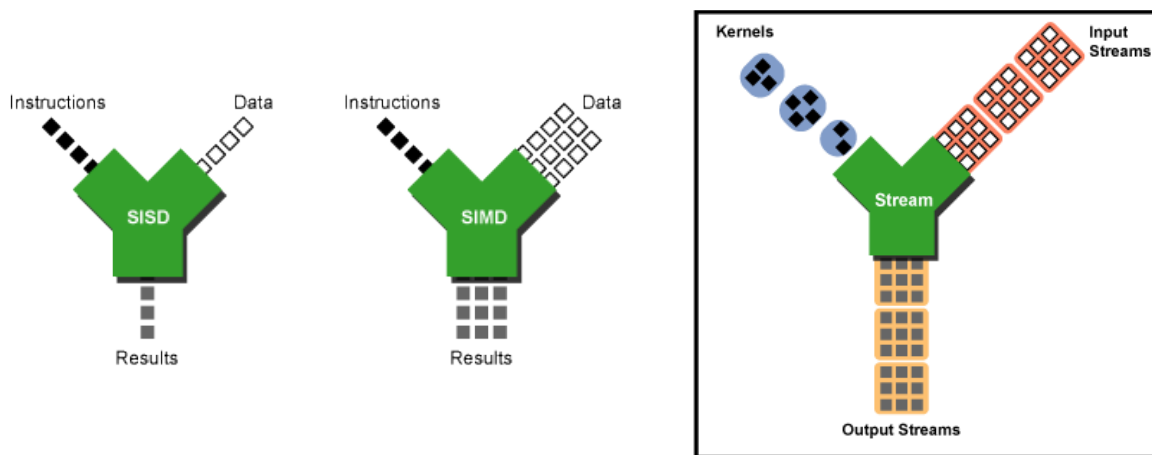 Instructions
Data
SISD
Results
Instructions
Data
SIMD
Results
Kernels
Input
Streams
Stream
Output Streams